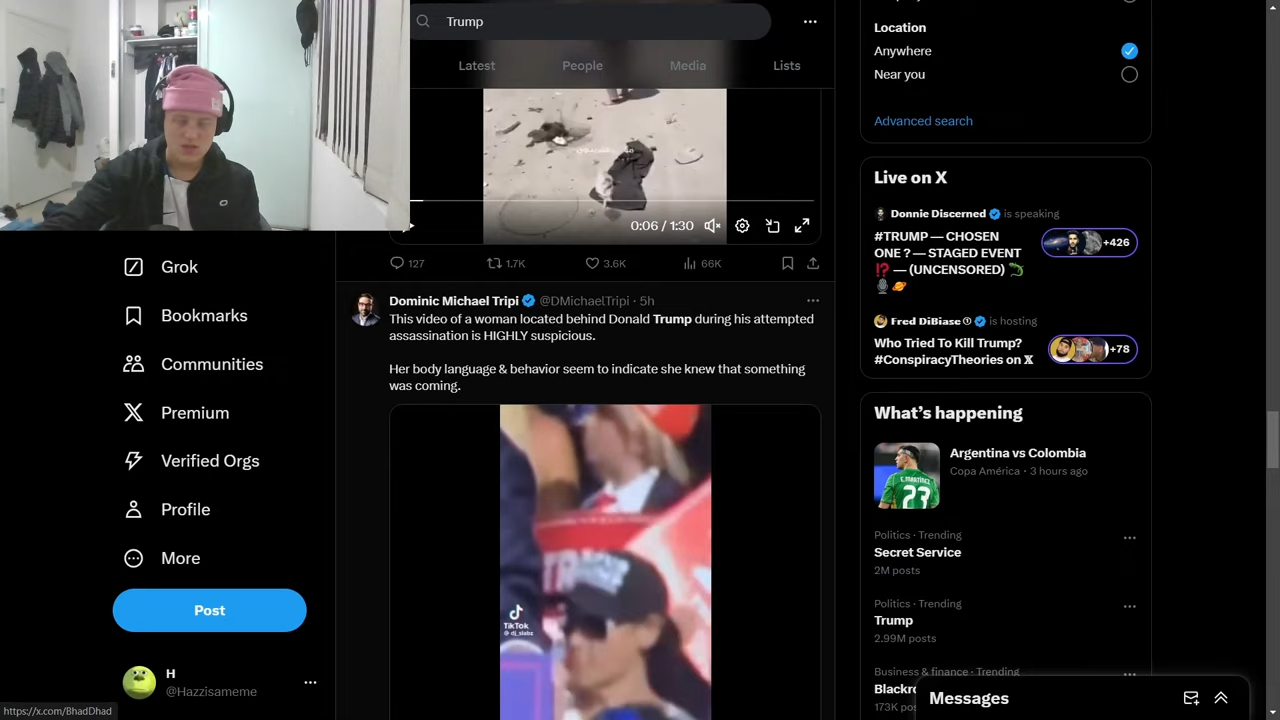 Trump
Latest
People
Media
Lists
0:06 / 1:30
127
1.7K
3.6K
66K
Dominic Michael Tripi @DMichaelTripi · 5h
This video of a woman located behind Donald Trump during his attempted
assassination is HIGHLY suspicious.
Her body language & behavior seem to indicate she knew that something
was coming.
TikTok
@ dj_slabs
Grok
Bookmarks
Communities
Premium
Verified Orgs
Profile
More
Post
H
@Hazzisameme
https://x.com/BhadDhad
Location
Anywhere
Near you
Advanced search
Live on X
Donnie Discerned is speaking
#TRUMP — CHOSEN
ONE ? — STAGED EVENT
⁉️ — (UNCENSORED) 🦖
🎙️ 🪐
+426
Fred DiBiase is hosting
Who Tried To Kill Trump?
#ConspiracyTheories on X
+78
What's happening
Argentina vs Colombia
Copa América · 3 hours ago
23
Politics · Trending
Secret Service
2M posts
Politics · Trending
Trump
2.99M posts
Business & finance · Trending
Blackr
173K pos
Messages